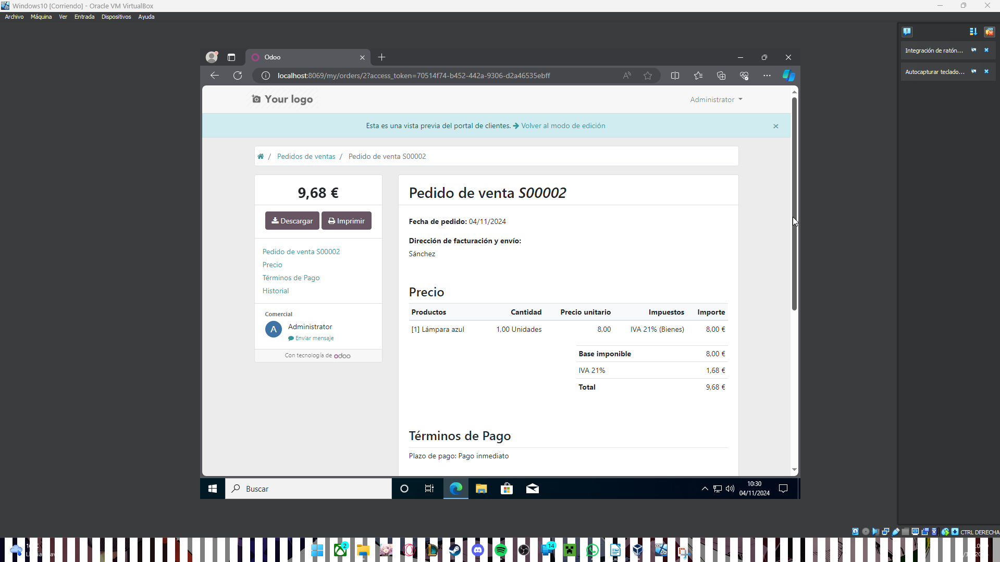 Windows10 [Corriendo] - Oracle VM VirtualBox
Archivo Máquina Ver Entrada Dispositivos Ayuda
Integración de ratón...
Autocapturar teclado...
Odoo
localhost:8069/my/orders/2?access_token=70514f74-b452-442a-9306-d2a46535ebff
Your logo
Administrator
Esta es una vista previa del portal de clientes. Volver al modo de edición
/ Pedidos de ventas / Pedido de venta S00002
9,68 €
Descargar
Imprimir
Pedido de venta S00002
Precio
Términos de Pago
Historial
Comercial
A
Administrator
Enviar mensaje
Con tecnología de odoo
Pedido de venta S00002
Fecha de pedido: 04/11/2024
Dirección de facturación y envío:
Sánchez
Precio
Productos Cantidad Precio unitario Impuestos Importe
[1] Lámpara azul 1,00 Unidades 8,00 IVA 21% (Bienes) 8,00 €
Base imponible 8,00 €
IVA 21% 1,68 €
Total 9,68 €
Términos de Pago
Plazo de pago: Pago inmediato
Buscar
10:30
04/11/2024
CTRL DERECHA
2
14